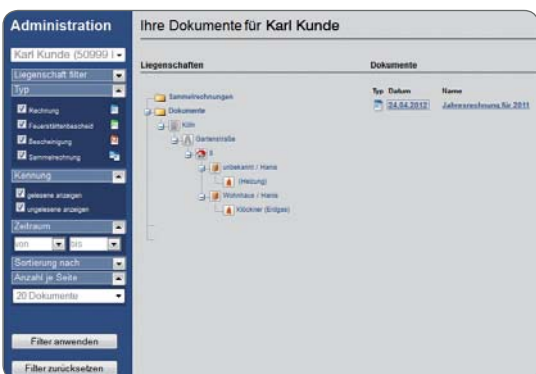 Administration
Karl Kunde (50999
Liegenschaft filter
Typ
Rechnung
Feuerstättenbescheid
Bescheinigung
Sammelrechnung
Kennung
gelesene anzeigen
ungelesene anzeigen
Zeitraum
von bis
Sortierung nach
Anzahl je Seite
20 Dokumente
Filter anwenden
Filter zurücksetzen
Ihre Dokumente für Karl Kunde
Liegenschaften
Sammelrechnungen
Dokumente
Köln
Gartenstraße
unbekannt / Hans
(Heizung)
Wohnhaus / Hans
Klöckner (Erdgas)
Dokumente
Typ Datum Name
24.04.2012 Jahresrechnung für 2011